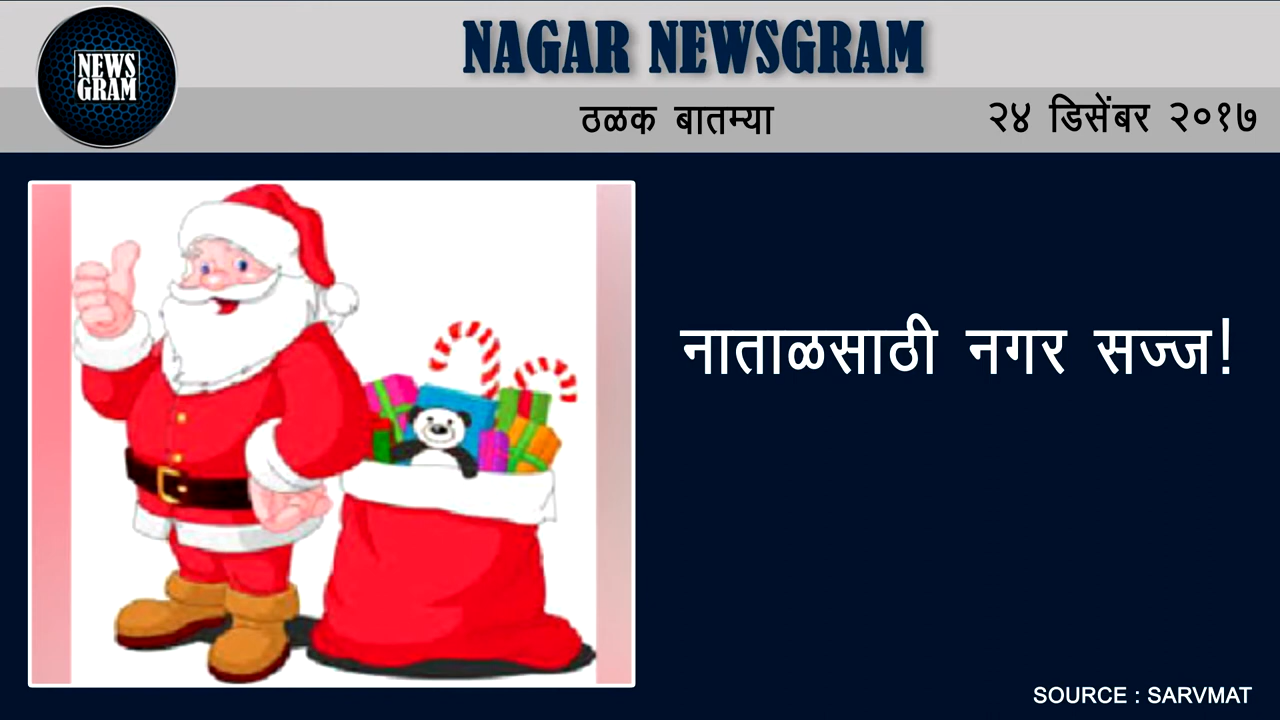 NEWS
GRAM
NAGAR NEWSGRAM
ठळक बातम्या
२४ डिसेंबर २०१७
नाताळसाठी नगर सज्ज!
SOURCE : SARVMAT